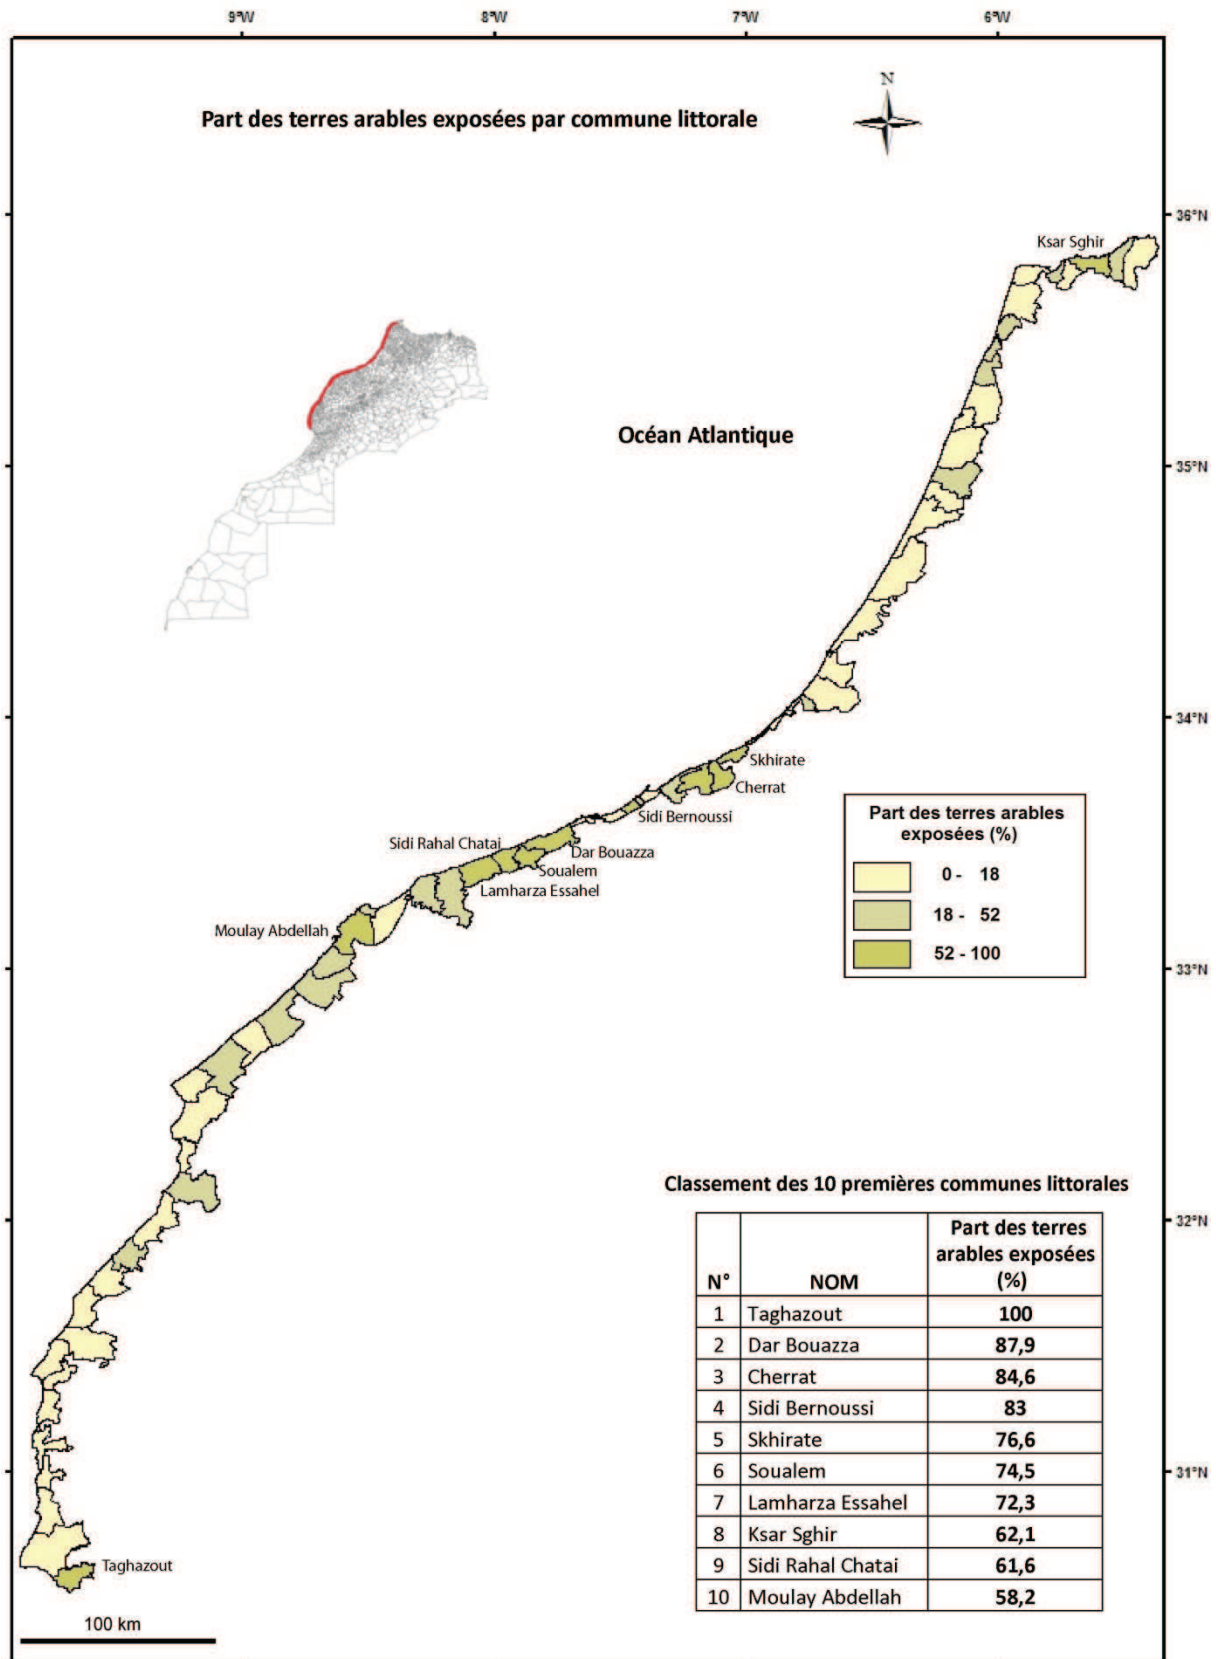 9°W 8°W 7°W 6°W
N
Part des terres arables exposées par commune littorale
36°N
Ksar Sghir
Océan Atlantique
35°N
34°N
Skhirate
Cherrat
Sidi Bernoussi
Sidi Rahal Chatai
Dar Bouazza
Soualem
Lamharza Essahel
Moulay Abdellah
Part des terres arables
exposées (%)
0 - 18
18 - 52
52 - 100
33°N
Classement des 10 premières communes littorales
32°N
N° NOM Part des terres
arables exposées
(%)
1 Taghazout 100
2 Dar Bouazza 87,9
3 Cherrat 84,6
4 Sidi Bernoussi 83
5 Skhirate 76,6
6 Soualem 74,5
31°N
7 Lamharza Essahel 72,3
8 Ksar Sghir 62,1
9 Sidi Rahal Chatai 61,6
10 Moulay Abdellah 58,2
Taghazout
100 km